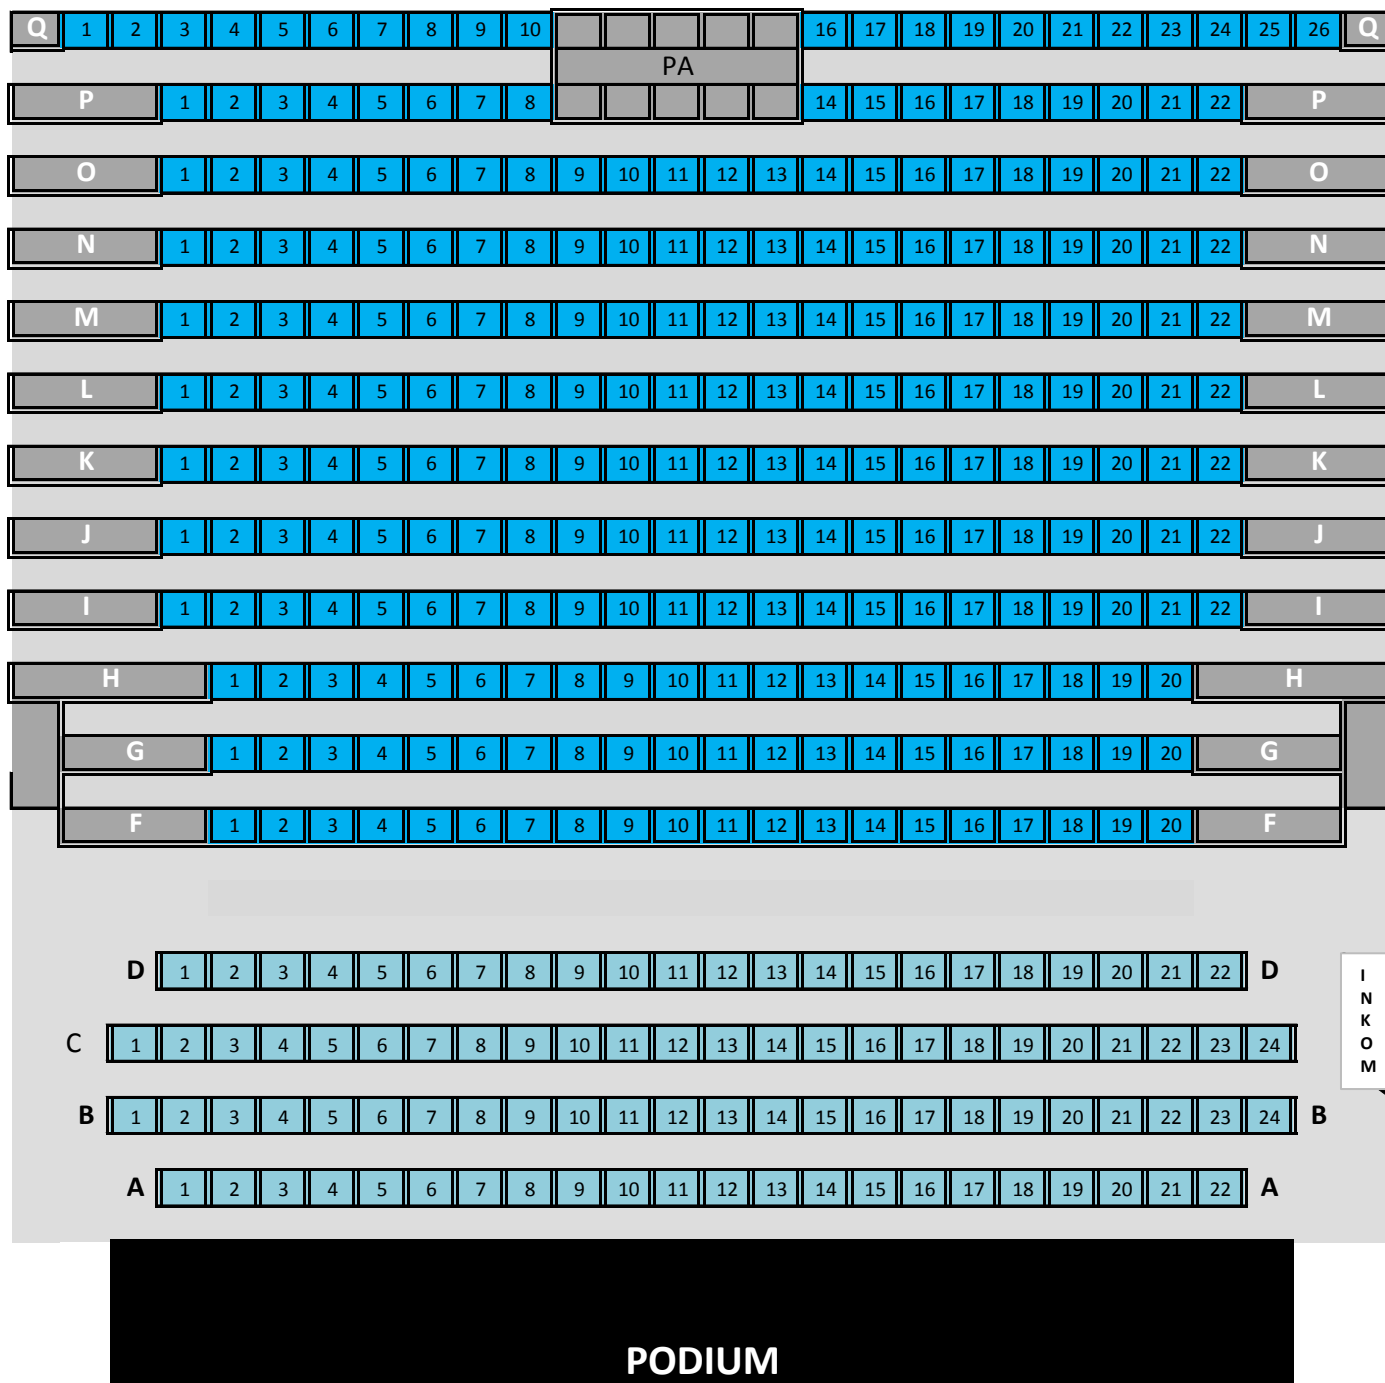 Q 1 2 3 4 5 6 7 8 9 10 16 17 18 19 20 21 22 23 24 25 26 Q
PA
P 1 2 3 4 5 6 7 8 14 15 16 17 18 19 20 21 22 P
O 1 2 3 4 5 6 7 8 9 10 11 12 13 14 15 16 17 18 19 20 21 22 O
N 1 2 3 4 5 6 7 8 9 10 11 12 13 14 15 16 17 18 19 20 21 22 N
M 1 2 3 4 5 6 7 8 9 10 11 12 13 14 15 16 17 18 19 20 21 22 M
L 1 2 3 4 5 6 7 8 9 10 11 12 13 14 15 16 17 18 19 20 21 22 L
K 1 2 3 4 5 6 7 8 9 10 11 12 13 14 15 16 17 18 19 20 21 22 K
J 1 2 3 4 5 6 7 8 9 10 11 12 13 14 15 16 17 18 19 20 21 22 J
I 1 2 3 4 5 6 7 8 9 10 11 12 13 14 15 16 17 18 19 20 21 22 I
H 1 2 3 4 5 6 7 8 9 10 11 12 13 14 15 16 17 18 19 20 H
G 1 2 3 4 5 6 7 8 9 10 11 12 13 14 15 16 17 18 19 20 G
F 1 2 3 4 5 6 7 8 9 10 11 12 13 14 15 16 17 18 19 20 F
D 1 2 3 4 5 6 7 8 9 10 11 12 13 14 15 16 17 18 19 20 21 22 D
INKOM
C 1 2 3 4 5 6 7 8 9 10 11 12 13 14 15 16 17 18 19 20 21 22 23 24
B 1 2 3 4 5 6 7 8 9 10 11 12 13 14 15 16 17 18 19 20 21 22 23 24 B
A 1 2 3 4 5 6 7 8 9 10 11 12 13 14 15 16 17 18 19 20 21 22 A
PODIUM